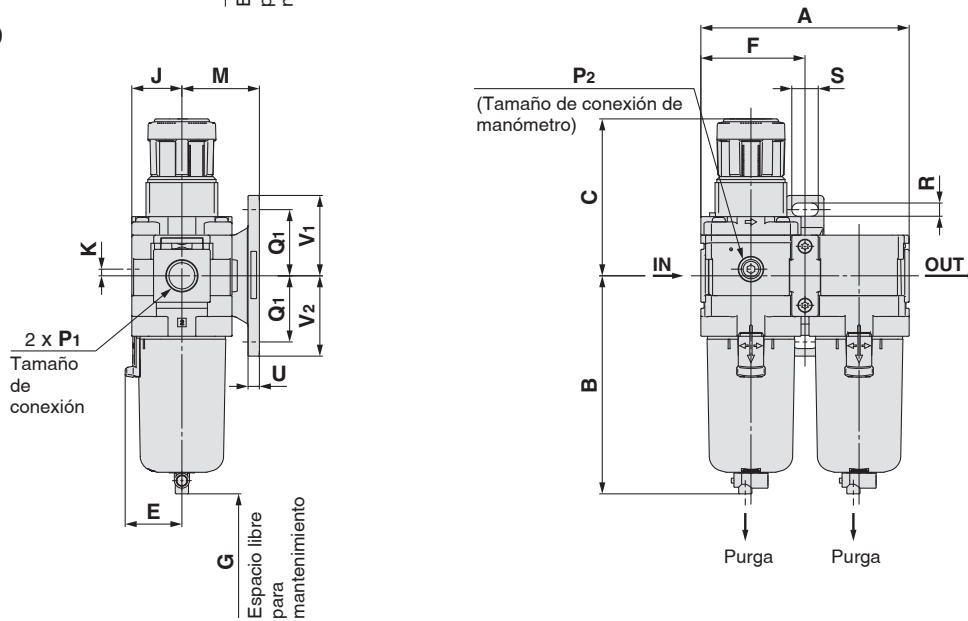 J
M
K
Q1
V1
Q1
V2
2 x P1
Tamaño
de
conexión
U
E
G
Espacio libre
para
mantenimiento
A
F
S
P2
(Tamaño de conexión de
manómetro)
C
R
IN
OUT
B
Purga
Purga